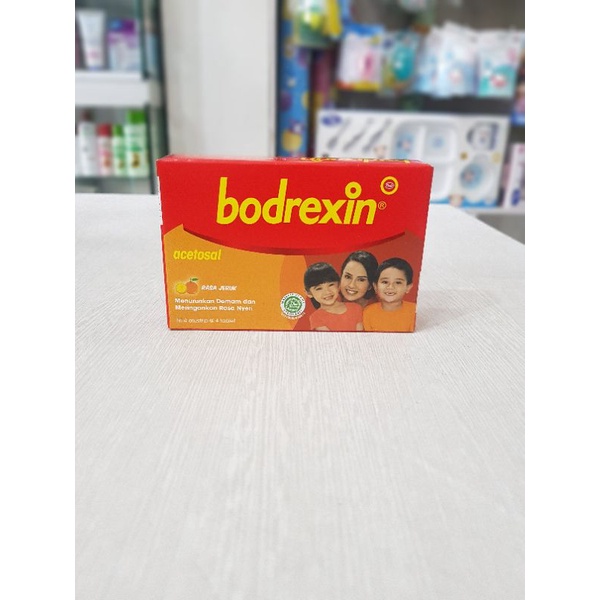 bodrexin®
acetosal
RASA JERUK
Menurunkan Demam dan
Meringankan Rasa Nyeri